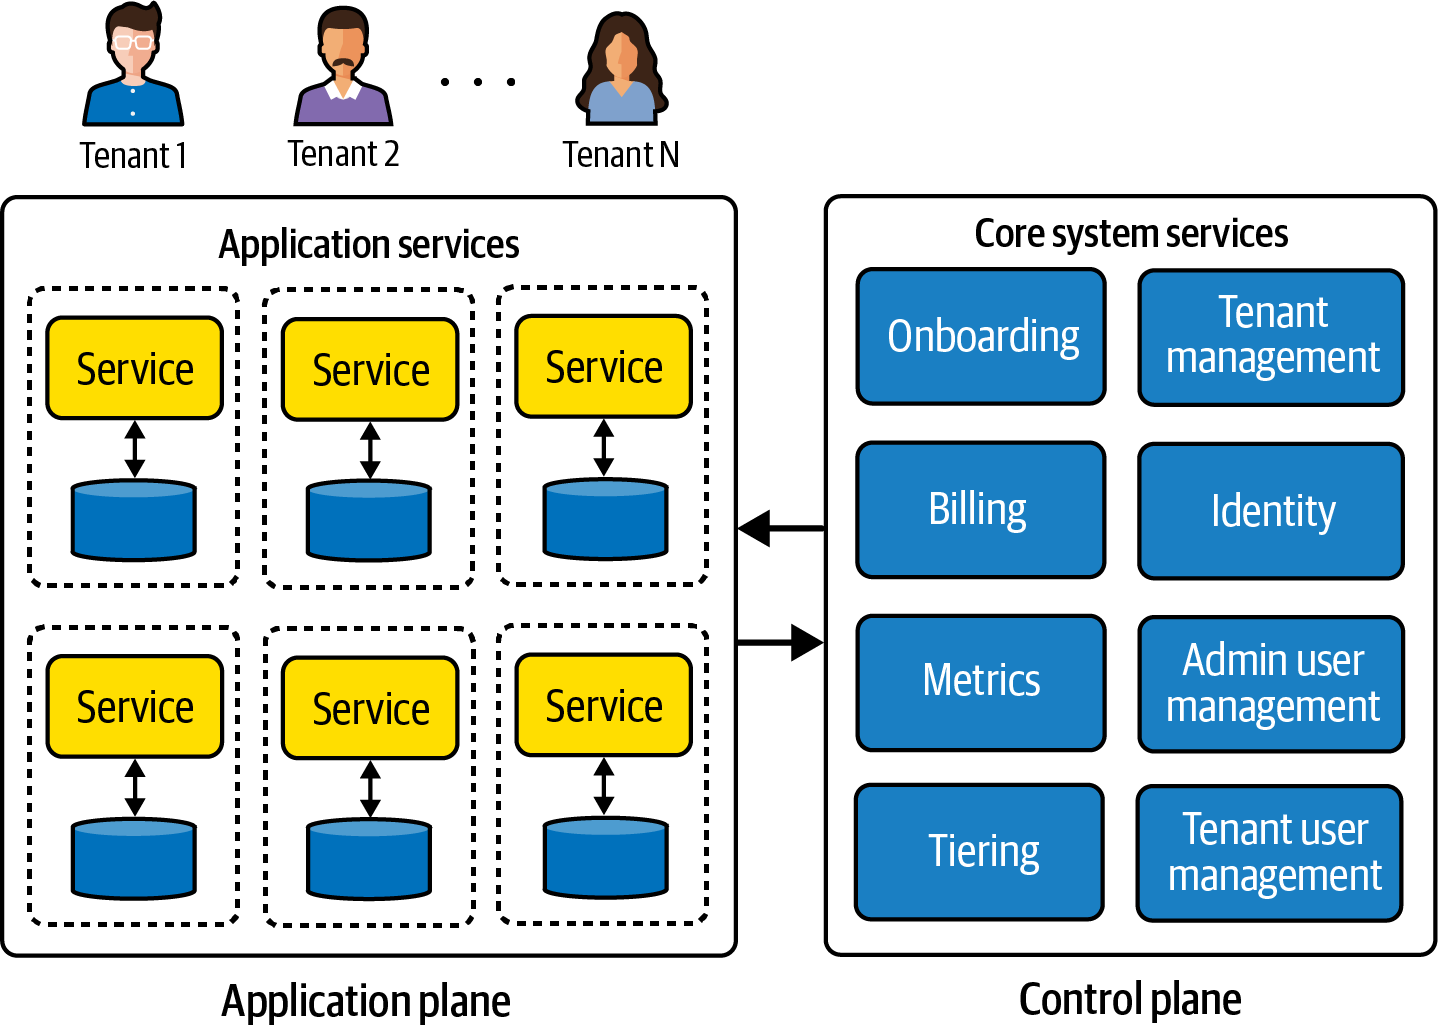 Tenant 1
Tenant 2
Tenant N
Application services
Service
Service
Service
Service
Service
Service
Application plane
Core system services
Onboarding
Tenant
management
Billing
Identity
Metrics
Admin user
management
Tiering
Tenant user
management
Control plane